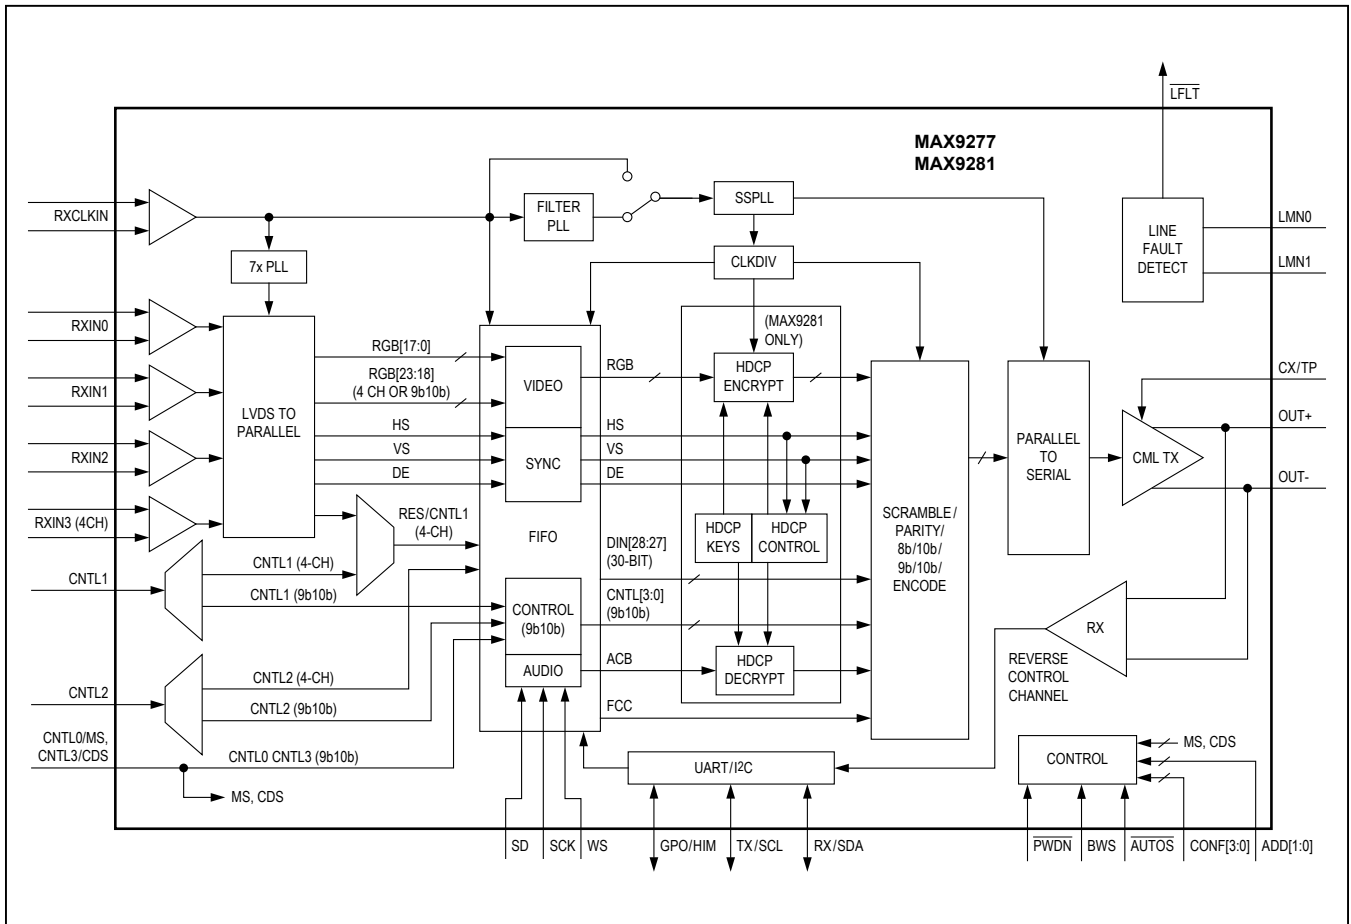 LFLT
MAX9277
MAX9281
RXCLKIN
FILTER
PLL
SSPLL
LINE
FAULT
DETECT
LMN0
LMN1
7x PLL
CLKDIV
RXIN0
RXIN1
RXIN2
RXIN3 (4CH)
LVDS TO
PARALLEL
RGB[17:0]
RGB[23:18]
(4 CH OR 9b10b)
HS
VS
DE
VIDEO
SYNC
FIFO
RGB
HS
VS
DE
(MAX9281
ONLY)
HDCP
ENCRYPT
HDCP
KEYS
HDCP
CONTROL
HDCP
DECRYPT
SCRAMBLE/
PARITY/
8b/10b/
9b/10b/
ENCODE
PARALLEL
TO
SERIAL
CML TX
CX/TP
OUT+
OUT-
RES/CNTL1
(4-CH)
DIN[28:27]
(30-BIT)
CNTL[3:0]
(9b10b)
CNTL1
CNTL1 (4-CH)
CNTL1 (9b10b)
CONTROL
(9b10b)
AUDIO
ACB
FCC
RX
REVERSE
CONTROL
CHANNEL
CNTL2
CNTL2 (4-CH)
CNTL2 (9b10b)
CNTL0/MS,
CNTL3/CDS
CNTL0 CNTL3 (9b10b)
MS, CDS
UART/I2C
CONTROL
MS, CDS
SD
SCK
WS
GPO/HIM
TX/SCL
RX/SDA
PWDN
BWS
AUTOS
CONF[3:0]
ADD[1:0]